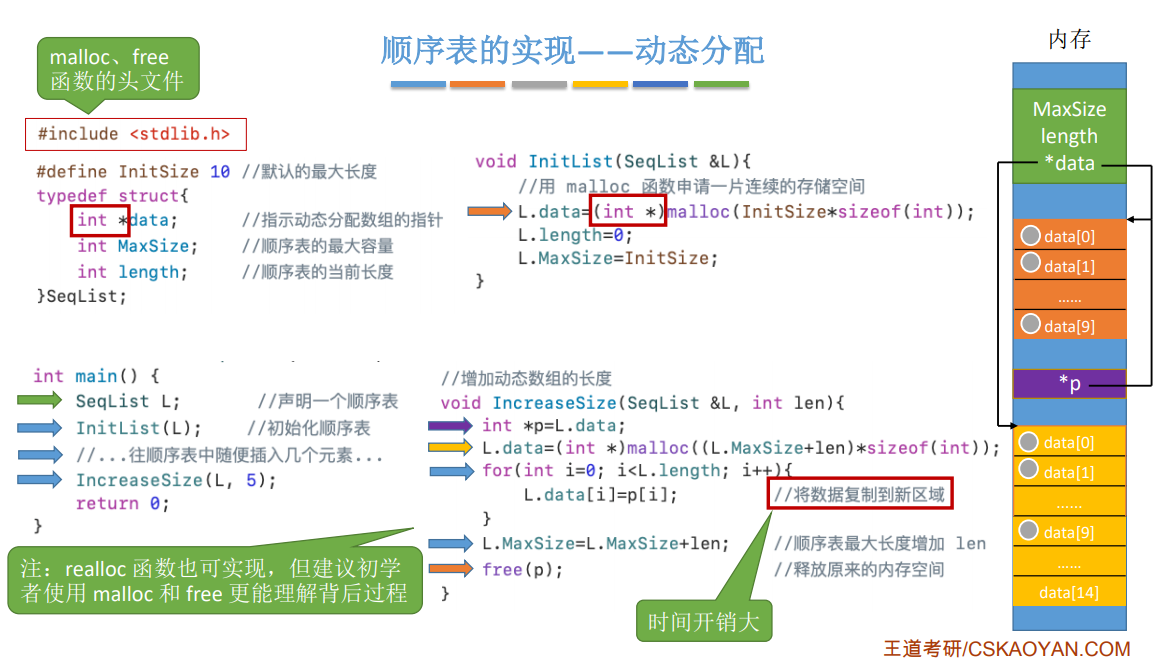 顺序表的实现——动态分配
malloc、free
函数的头文件
#include <stdlib.h>
#define InitSize 10 //默认的最大长度
typedef struct{
int *data; //指示动态分配数组的指针
int MaxSize; //顺序表的最大容量
int length; //顺序表的当前长度
}SeqList;
void InitList(SeqList &L){
//用 malloc 函数申请一片连续的存储空间
L.data=(int *)malloc(InitSize*sizeof(int));
L.length=0;
L.MaxSize=InitSize;
}
int main() {
SeqList L; //声明一个顺序表
InitList(L); //初始化顺序表
//...往顺序表中随便插入几个元素...
IncreaseSize(L, 5);
return 0;
}
注：realloc 函数也可实现，但建议初学
者使用 malloc 和 free 更能理解背后过程
//增加动态数组的长度
void IncreaseSize(SeqList &L, int len){
int *p=L.data;
L.data=(int *)malloc((L.MaxSize+len)*sizeof(int));
for(int i=0; i<L.length; i++){
L.data[i]=p[i]; //将数据复制到新区域
}
L.MaxSize=L.MaxSize+len; //顺序表最大长度增加 len
free(p); //释放原来的内存空间
}
时间开销大
内存
MaxSize
length
*data
data[0]
data[1]
......
data[9]
*p
data[0]
data[1]
......
data[9]
......
data[14]
王道考研/CSKAOYAN.COM